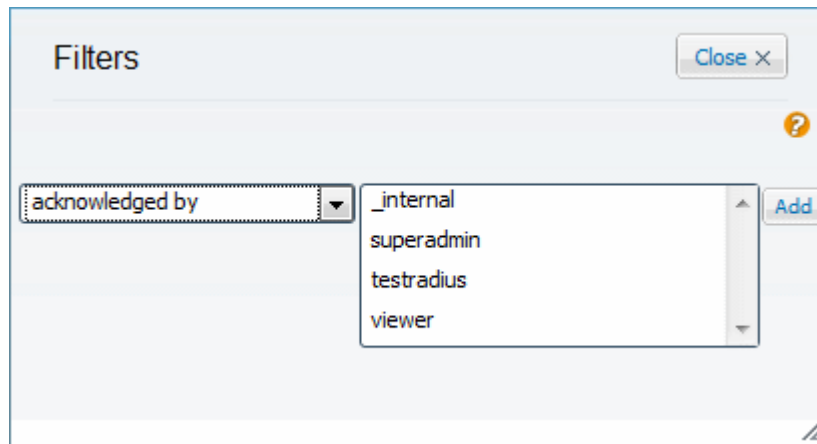 Filters
Close ×
?
acknowledged by
_internal
Add
superadmin
testradius
viewer